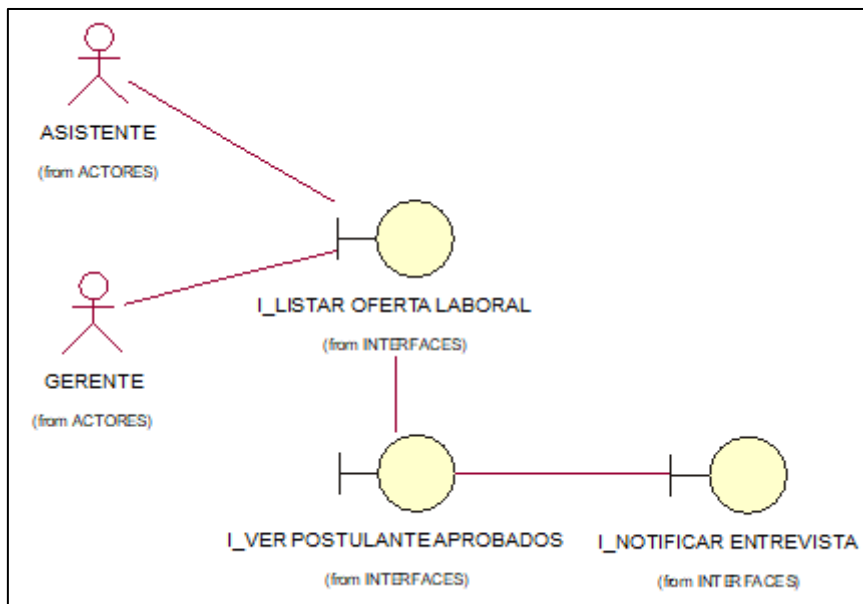 ASISTENTE
(from ACTORES)
I_LISTAR OFERTA LABORAL
(from INTERFACES)
GERENTE
(from ACTORES)
I_VER POSTULANTE APROBADOS
(from INTERFACES)
I_NOTIFICAR ENTREVISTA
(from INTERFACES)